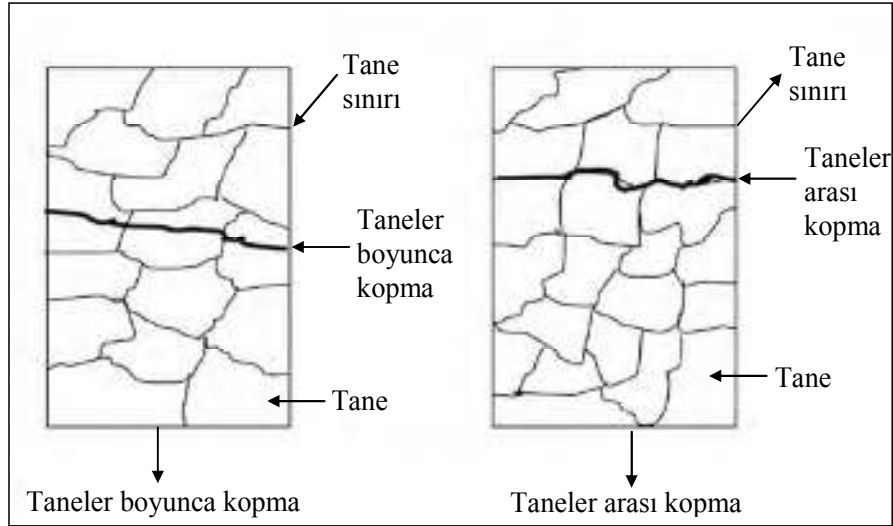 Tane
sınırı
Taneler
boyunca
kopma
Tane
Taneler boyunca kopma
Tane
sınırı
Taneler
arası
kopma
Tane
Taneler arası kopma